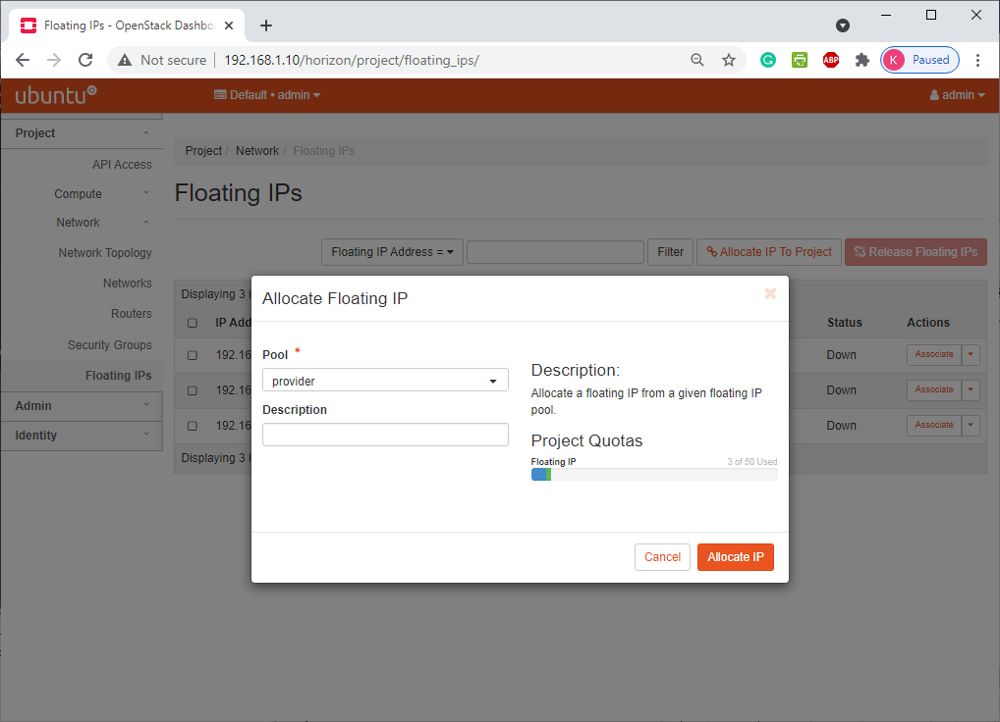 Floating IPs - OpenStack Dashbo
Not secure
192.168.1.10/horizon/project/floating_ips/
ABP
K
Paused
ubuntu
Default • admin
admin
Project
API Access
Compute
Network
Network Topology
Networks
Routers
Security Groups
Floating IPs
Admin
Identity
Project / Network / Floating IPs
Floating IPs
Floating IP Address =
Filter
Allocate IP To Project
Release Floating IPs
Displaying 3
IP Add
Status
Actions
192.16
Down
Associate
192.16
Down
Associate
192.16
Down
Associate
Displaying 3
Allocate Floating IP
Pool *
provider
Description
Description:
Allocate a floating IP from a given floating IP
pool.
Project Quotas
Floating IP
3 of 50 Used
Cancel
Allocate IP